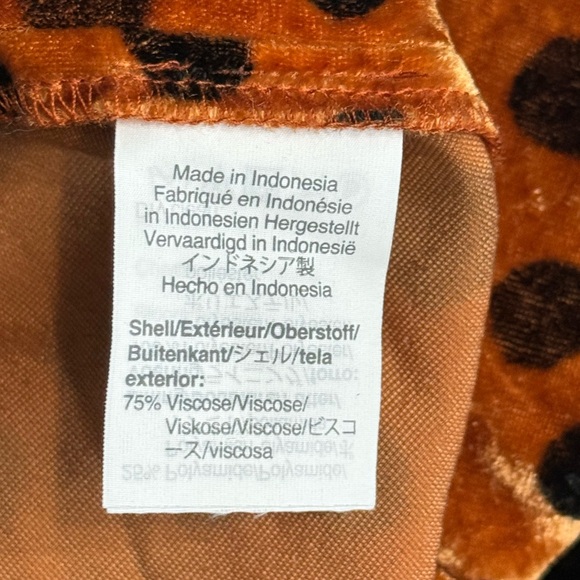 Made in Indonesia
Fabriqué en Indonésie
in Indonesien Hergestellt
Vervaardigd in Indonesië
インドネシア製
Hecho en Indonesia
Shell/Extérieur/Oberstoff/
Buitenkant/シェル/tela
exterior:
75% Viscose/Viscose/
Viskose/Viscose/ビスコ
ース/viscosa